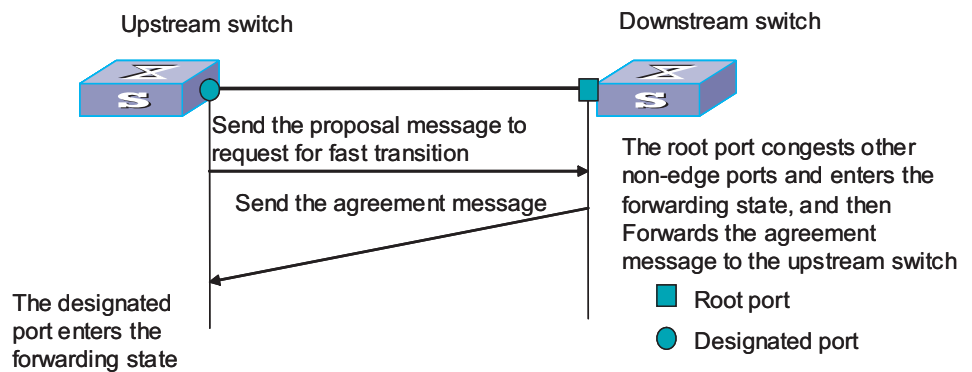 Upstream switch
Downstream switch
S
S
Send the proposal message to
request for fast transition
Send the agreement message
The root port congests other
non-edge ports and enters the
forwarding state, and then
Forwards the agreement
message to the upstream switch
The designated
port enters the
forwarding state
Root port
Designated port